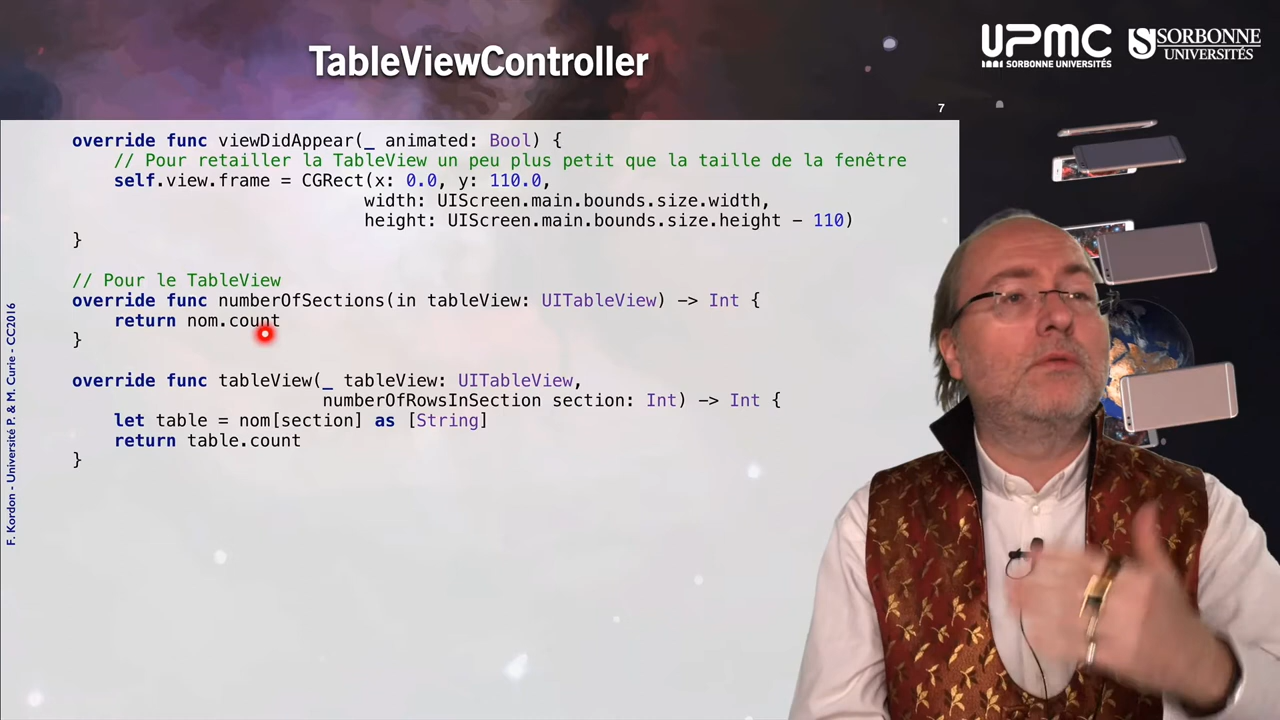 TableViewController
UPMC
SORBONNE UNIVERSITÉS
S SORBONNE
UNIVERSITÉS
7
override func viewDidAppear(_ animated: Bool) {
// Pour retailler la TableView un peu plus petit que la taille de la fenêtre
self.view.frame = CGRect(x: 0.0, y: 110.0,
width: UIScreen.main.bounds.size.width,
height: UIScreen.main.bounds.size.height - 110)
}
// Pour le TableView
override func numberOfSections(in tableView: UITableView) -> Int {
return nom.count
}
override func tableView(_ tableView: UITableView,
numberOfRowsInSection section: Int) -> Int {
let table = nom[section] as [String]
return table.count
}
F. Kordon - Université P. & M. Curie - CC2016